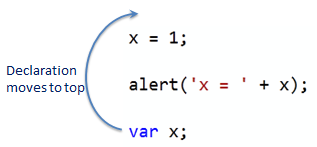 x = 1;
Declaration
moves to top
alert('x = ' + x);
var x;